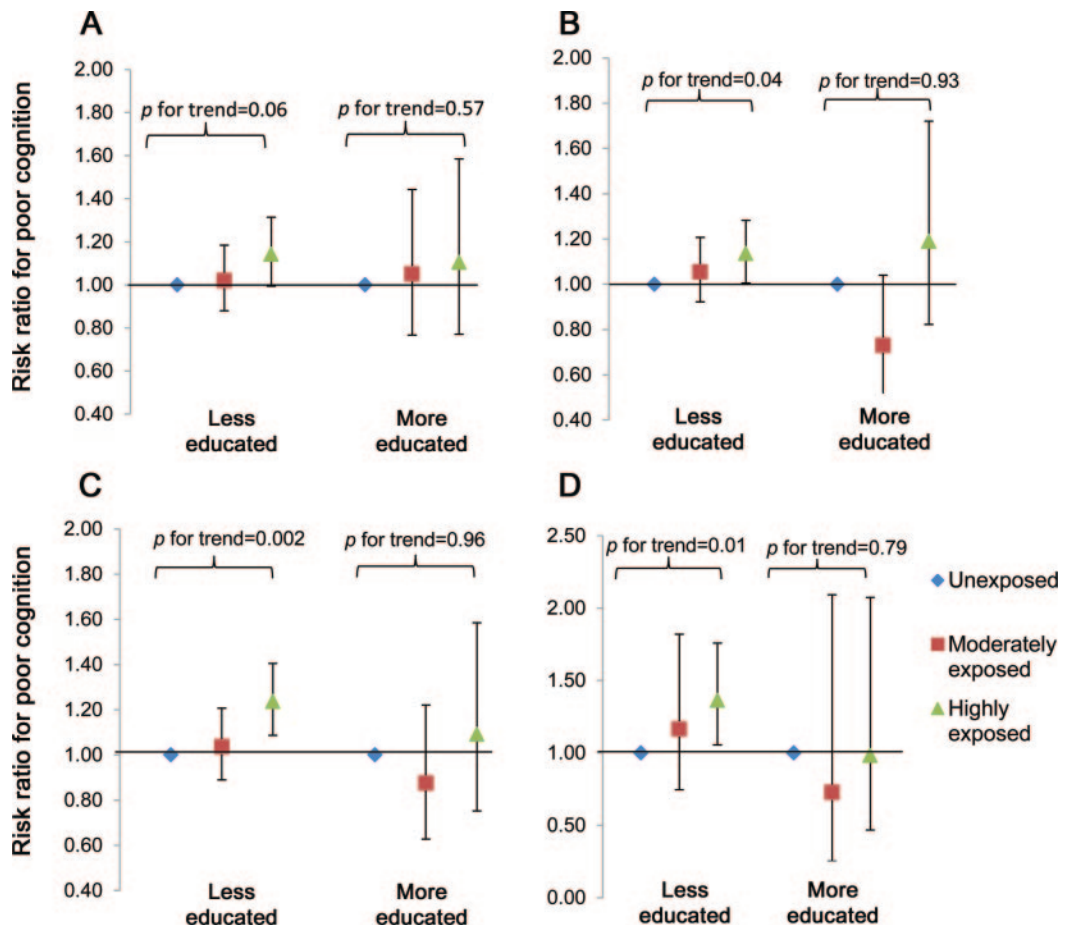 A
Risk ratio for poor cognition
2.00
1.80
1.60
1.40
1.20
1.00
0.80
0.60
0.40
p for trend=0.06
p for trend=0.57
Less
educated
More
educated
B
2.00
1.80
1.60
1.40
1.20
1.00
0.80
0.60
0.40
p for trend=0.04
p for trend=0.93
Less
educated
More
educated
C
Risk ratio for poor cognition
2.00
1.80
1.60
1.40
1.20
1.00
0.80
0.60
0.40
p for trend=0.002
p for trend=0.96
Less
educated
More
educated
D
2.50
2.00
1.50
1.00
0.50
0.00
p for trend=0.01
p for trend=0.79
Less
educated
More
educated
Unexposed
Moderately
exposed
Highly
exposed